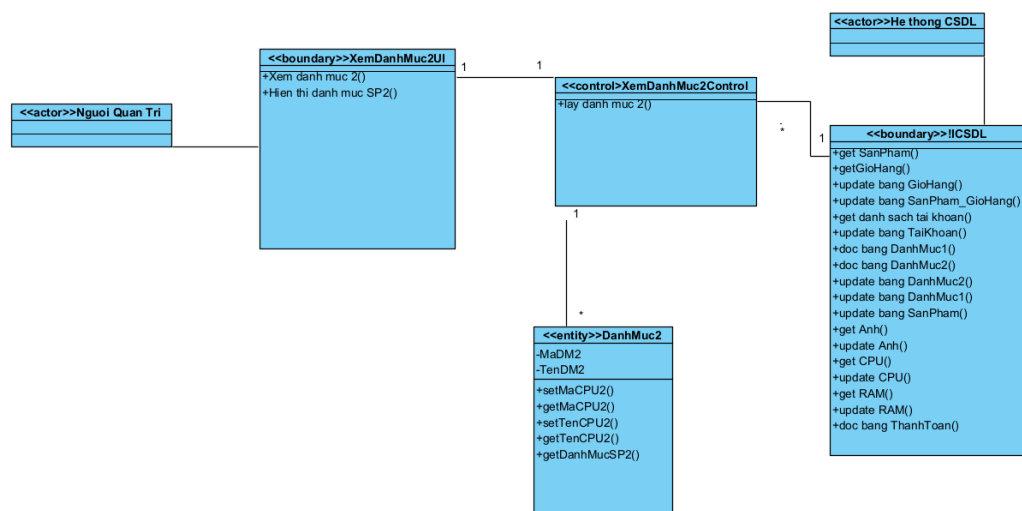 <<actor>>He thong CSDL
<<boundary>>XemDanhMuc2UI
+Xem danh muc 2()
+Hien thi danh muc SP2()
1
1
<<control>XemDanhMuc2Control
+lay danh muc 2()
<<actor>>Nguoi Quan Tri
*
1
<<boundary>>!ICSDL
+get SanPham()
+getGioHang()
+update bang GioHang()
+update bang SanPham_GioHang()
+get danh sach tai khoan()
+update bang TaiKhoan()
+doc bang DanhMuc1()
+doc bang DanhMuc2()
+update bang DanhMuc2()
+update bang DanhMuc1()
+update bang SanPham()
+get Anh()
+update Anh()
+get CPU()
+update CPU()
+get RAM()
+update RAM()
+doc bang ThanhToan()
1
*
<<entity>>DanhMuc2
-MaDM2
-TenDM2
+setMaCPU2()
+getMaCPU2()
+setTenCPU2()
+getTenCPU2()
+getDanhMucSP2()